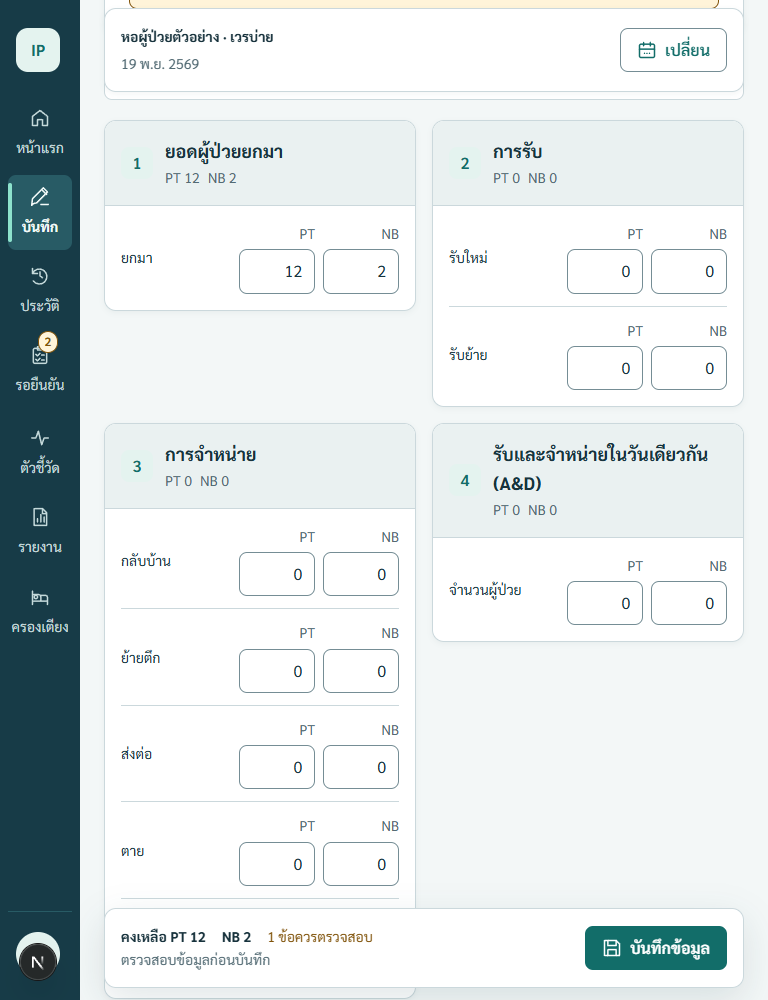 IP
หน้าแรก
บันทึก
ประวัติ
2
รอยืนยัน
ตัวชี้วัด
รายงาน
ครองเตียง
N
หอผู้ป่วยตัวอย่าง · เวรบ่าย
19 พ.ย. 2569
เปลี่ยน
1
ยอดผู้ป่วยยกมา
PT 12 NB 2
PT NB
ยกมา 12 2
2
การรับ
PT 0 NB 0
PT NB
รับใหม่ 0 0
PT NB
รับย้าย 0 0
3
การจำหน่าย
PT 0 NB 0
PT NB
กลับบ้าน 0 0
PT NB
ย้ายตึก 0 0
PT NB
ส่งต่อ 0 0
PT NB
ตาย 0 0
4
รับและจำหน่ายในวันเดียวกัน
(A&D)
PT 0 NB 0
PT NB
จำนวนผู้ป่วย 0 0
คงเหลือ PT 12 NB 2 1 ข้อควรตรวจสอบ
ตรวจสอบข้อมูลก่อนบันทึก
บันทึกข้อมูล